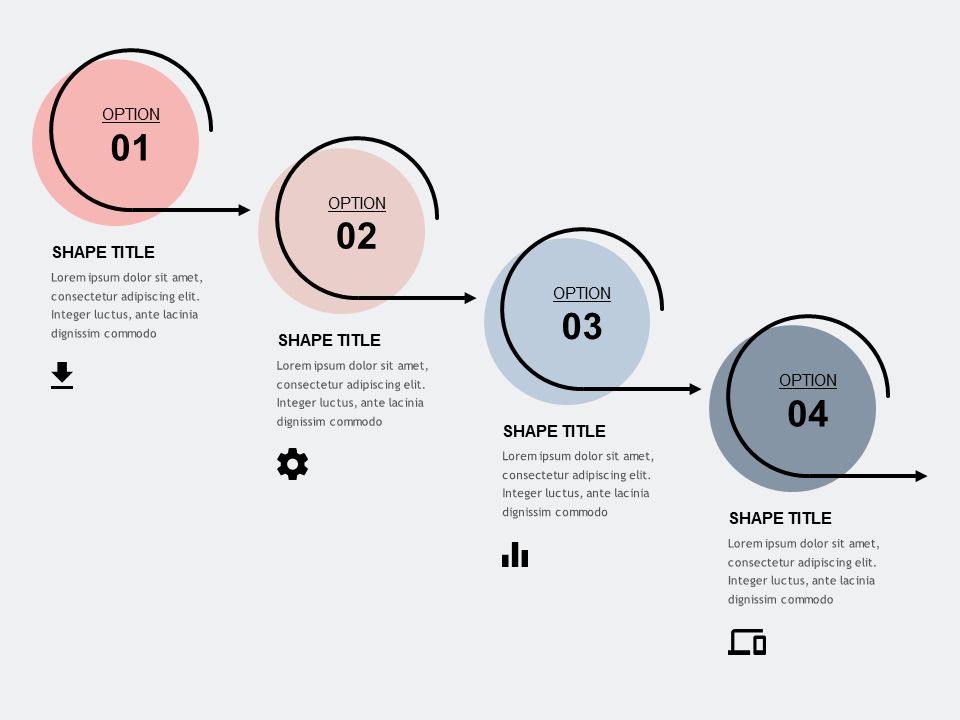 OPTION
01
SHAPE TITLE
Lorem ipsum dolor sit amet,
consectetur adipiscing elit.
Integer luctus, ante lacinia
dignissim commodo
OPTION
02
SHAPE TITLE
Lorem ipsum dolor sit amet,
consectetur adipiscing elit.
Integer luctus, ante lacinia
dignissim commodo
OPTION
03
SHAPE TITLE
Lorem ipsum dolor sit amet,
consectetur adipiscing elit.
Integer luctus, ante lacinia
dignissim commodo
OPTION
04
SHAPE TITLE
Lorem ipsum dolor sit amet,
consectetur adipiscing elit.
Integer luctus, ante lacinia
dignissim commodo